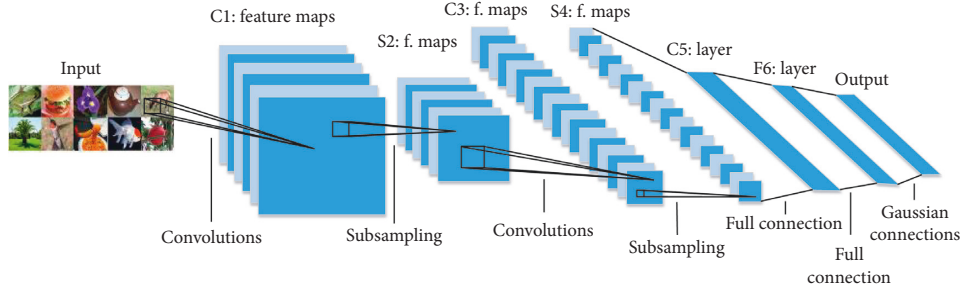 C1: feature maps
C3: f. maps
S4: f. maps
S2: f. maps
C5: layer
F6: layer
Output
Input
Convolutions
Subsampling
Convolutions
Subsampling
Full connection
Full
connection
Gaussian
connections